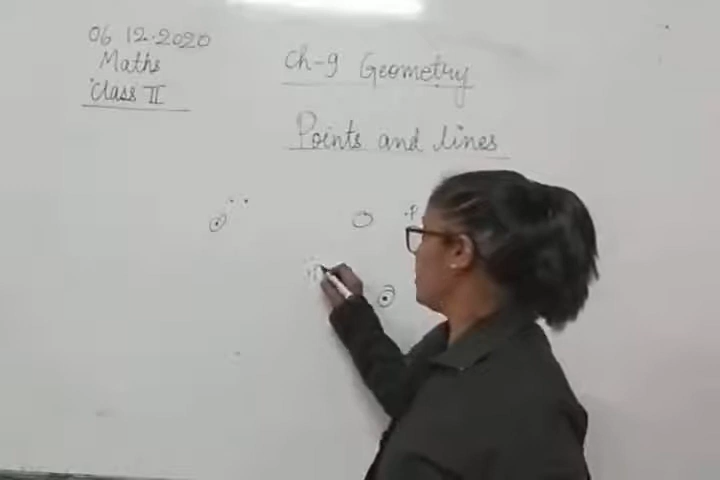 06 12.2020
Maths
Class II
Ch-9 Geometry
Points and lines
.P